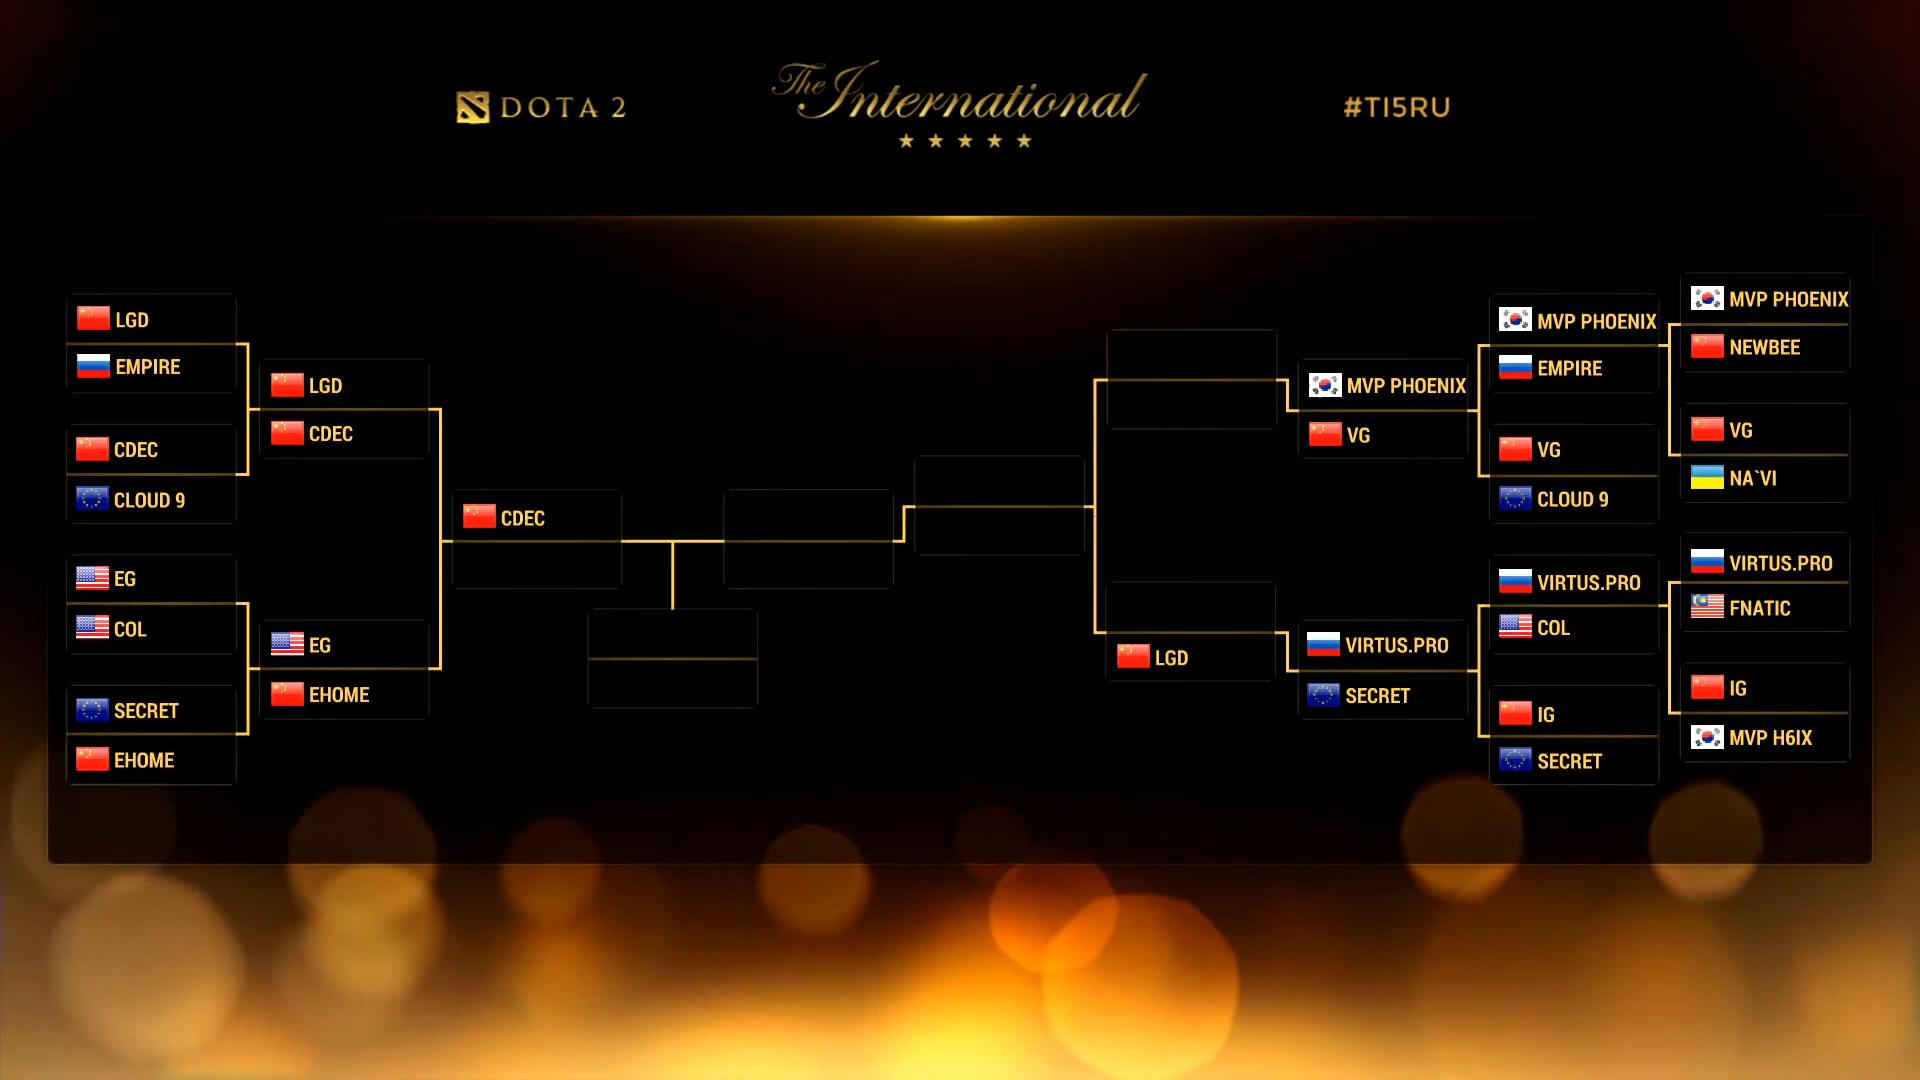 DOTA 2
The International
#TI5RU
LGD
EMPIRE
CDEC
CLOUD 9
EG
COL
SECRET
EHOME
LGD
CDEC
EG
EHOME
CDEC
LGD
MVP PHOENIX
VG
VIRTUS.PRO
SECRET
MVP PHOENIX
EMPIRE
VG
CLOUD 9
VIRTUS.PRO
COL
IG
SECRET
MVP PHOENIX
NEWBEE
VG
NA`VI
VIRTUS.PRO
FNATIC
IG
MVP H6IX